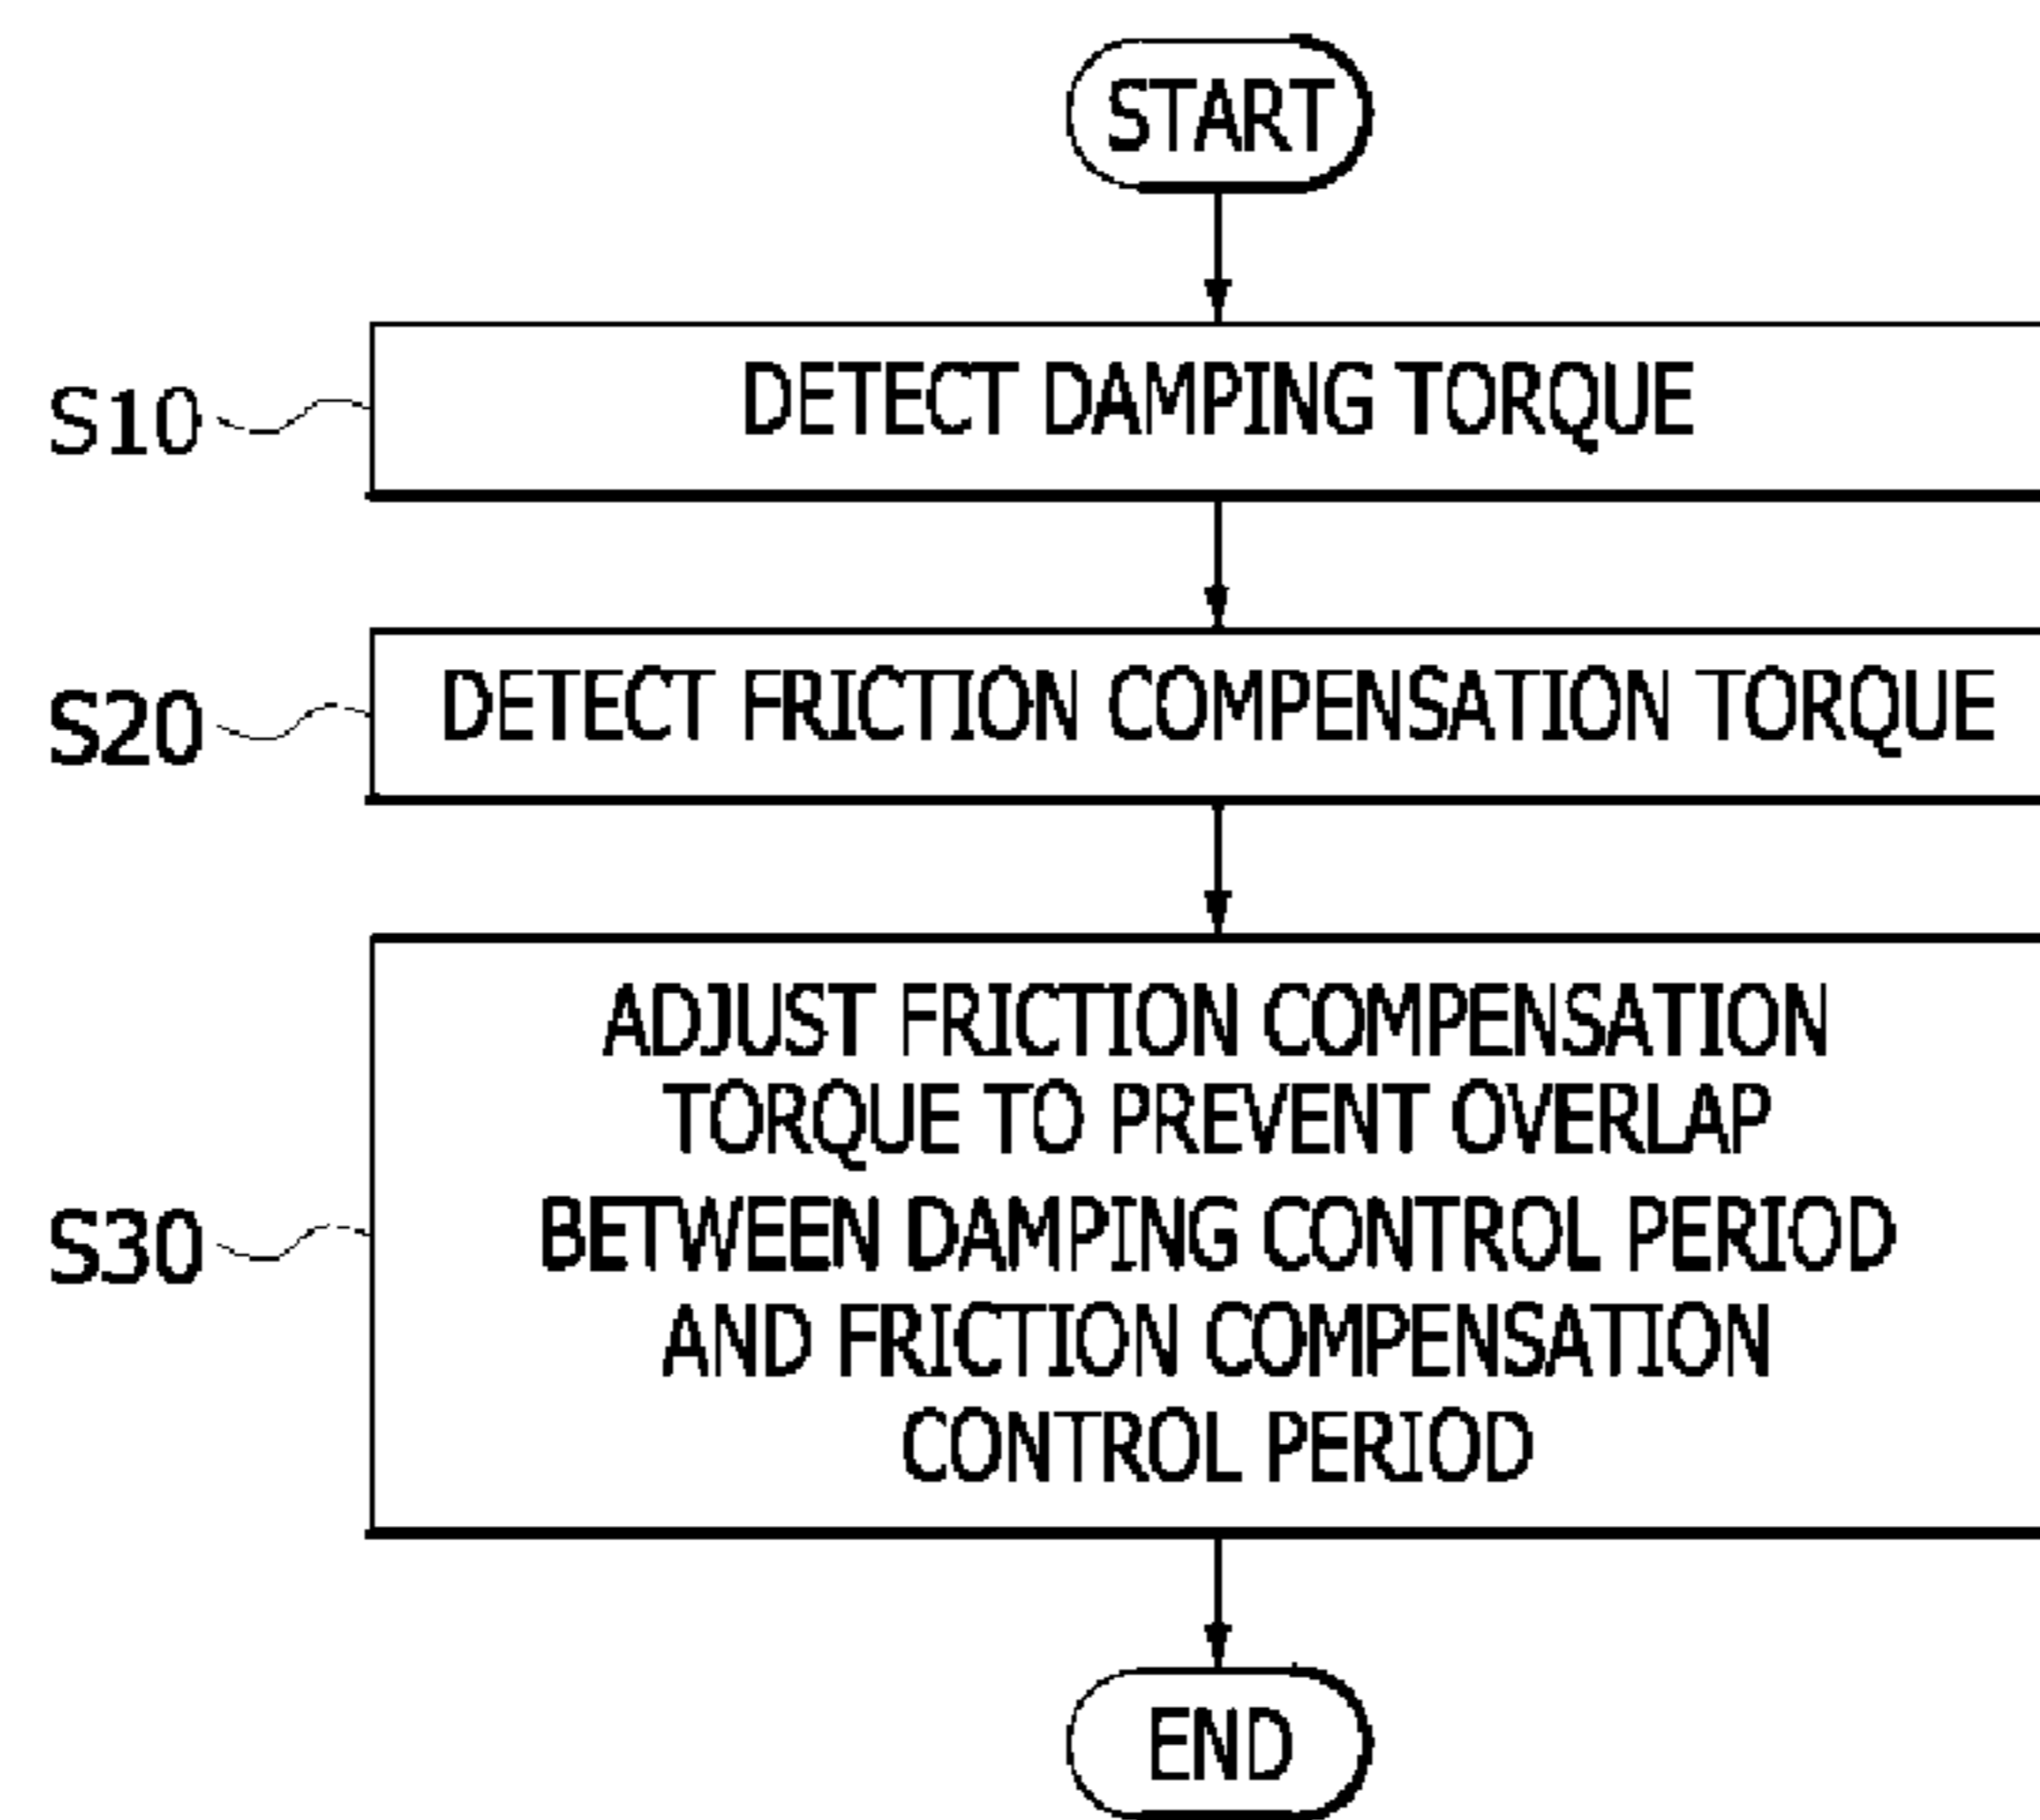 START
S10
DETECT DAMPING TORQUE
S20
DETECT FRICTION COMPENSATION TORQUE
S30
ADJUST FRICTION COMPENSATION
TORQUE TO PREVENT OVERLAP
BETWEEN DAMPING CONTROL PERIOD
AND FRICTION COMPENSATION
CONTROL PERIOD
END